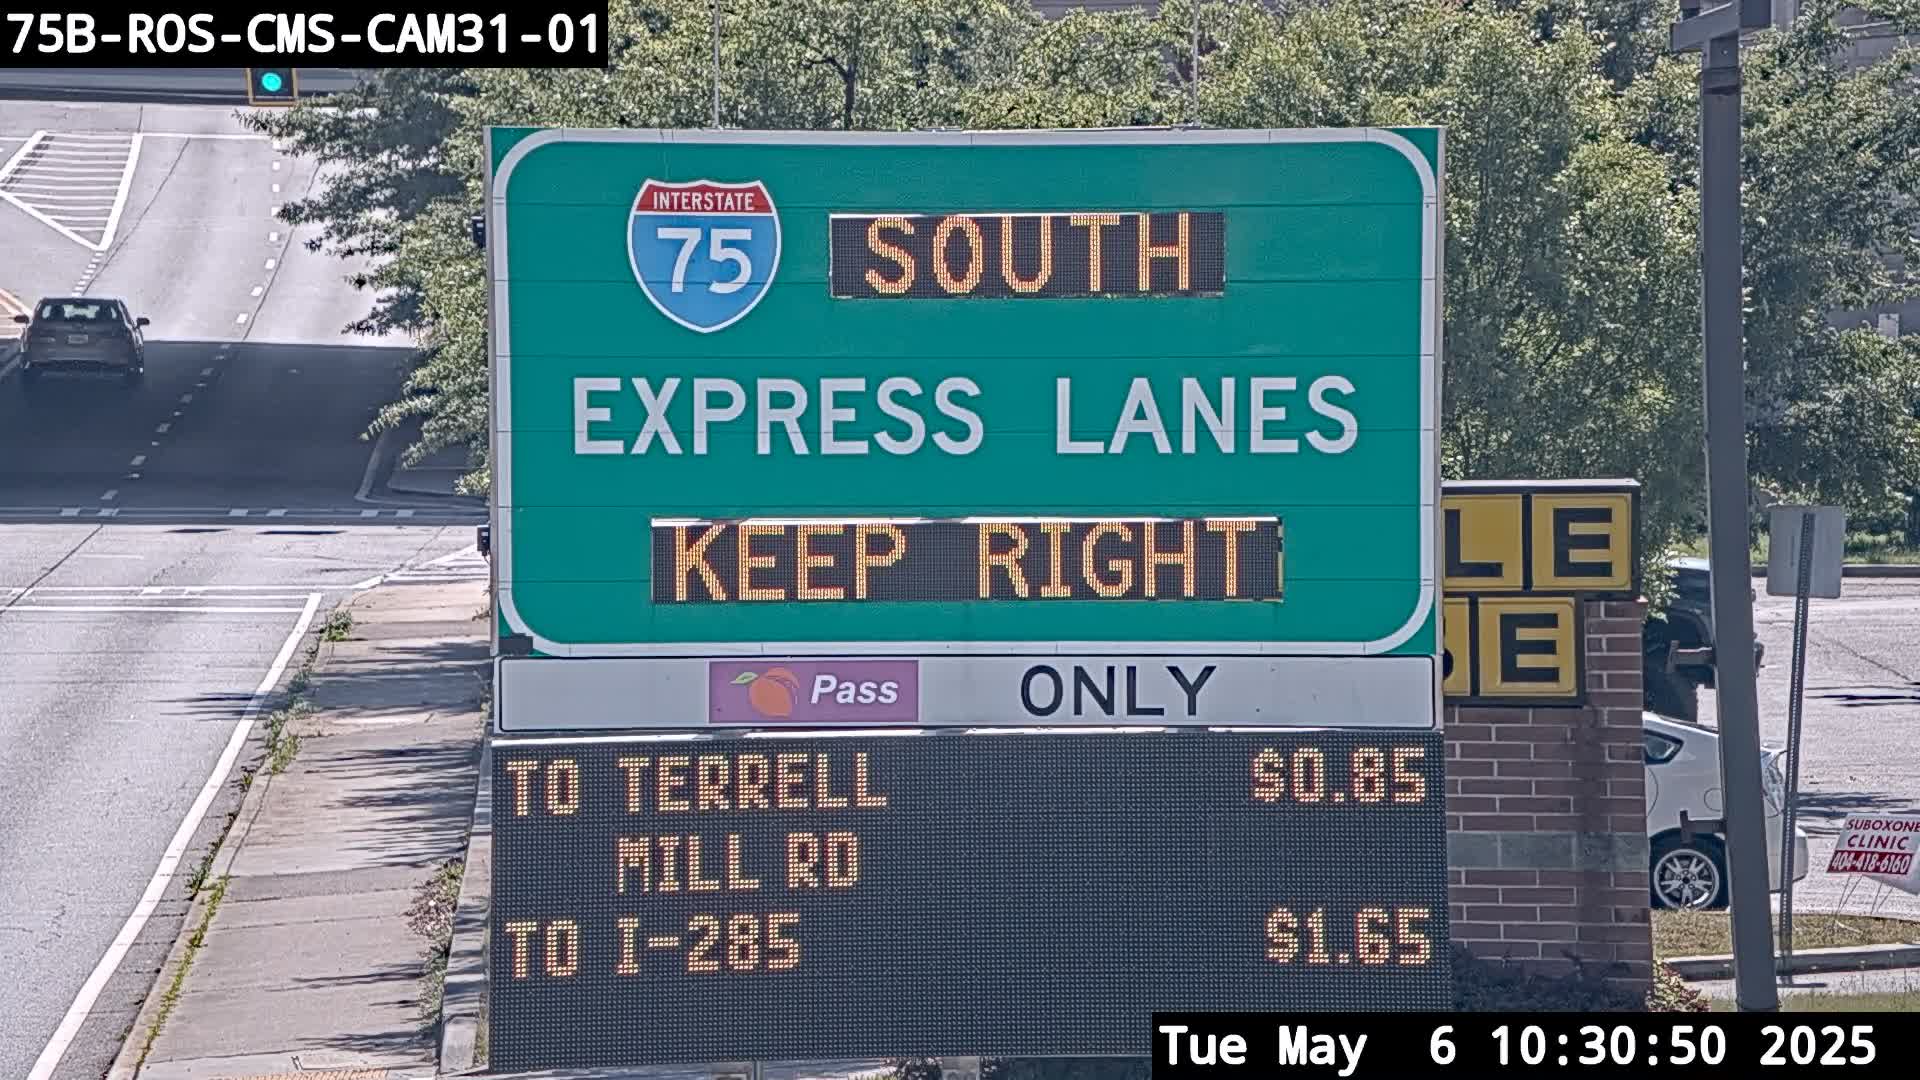 75B-ROS-CMS-CAM31-01
INTERSTATE
75
SOUTH
EXPRESS LANES
KEEP RIGHT
Pass
ONLY
TO TERRELL $0.85
MILL RD
TO I-285 $1.65
LE
E
SUBOXONE
CLINIC
404-418-6160
Tue May 6 10:30:50 2025